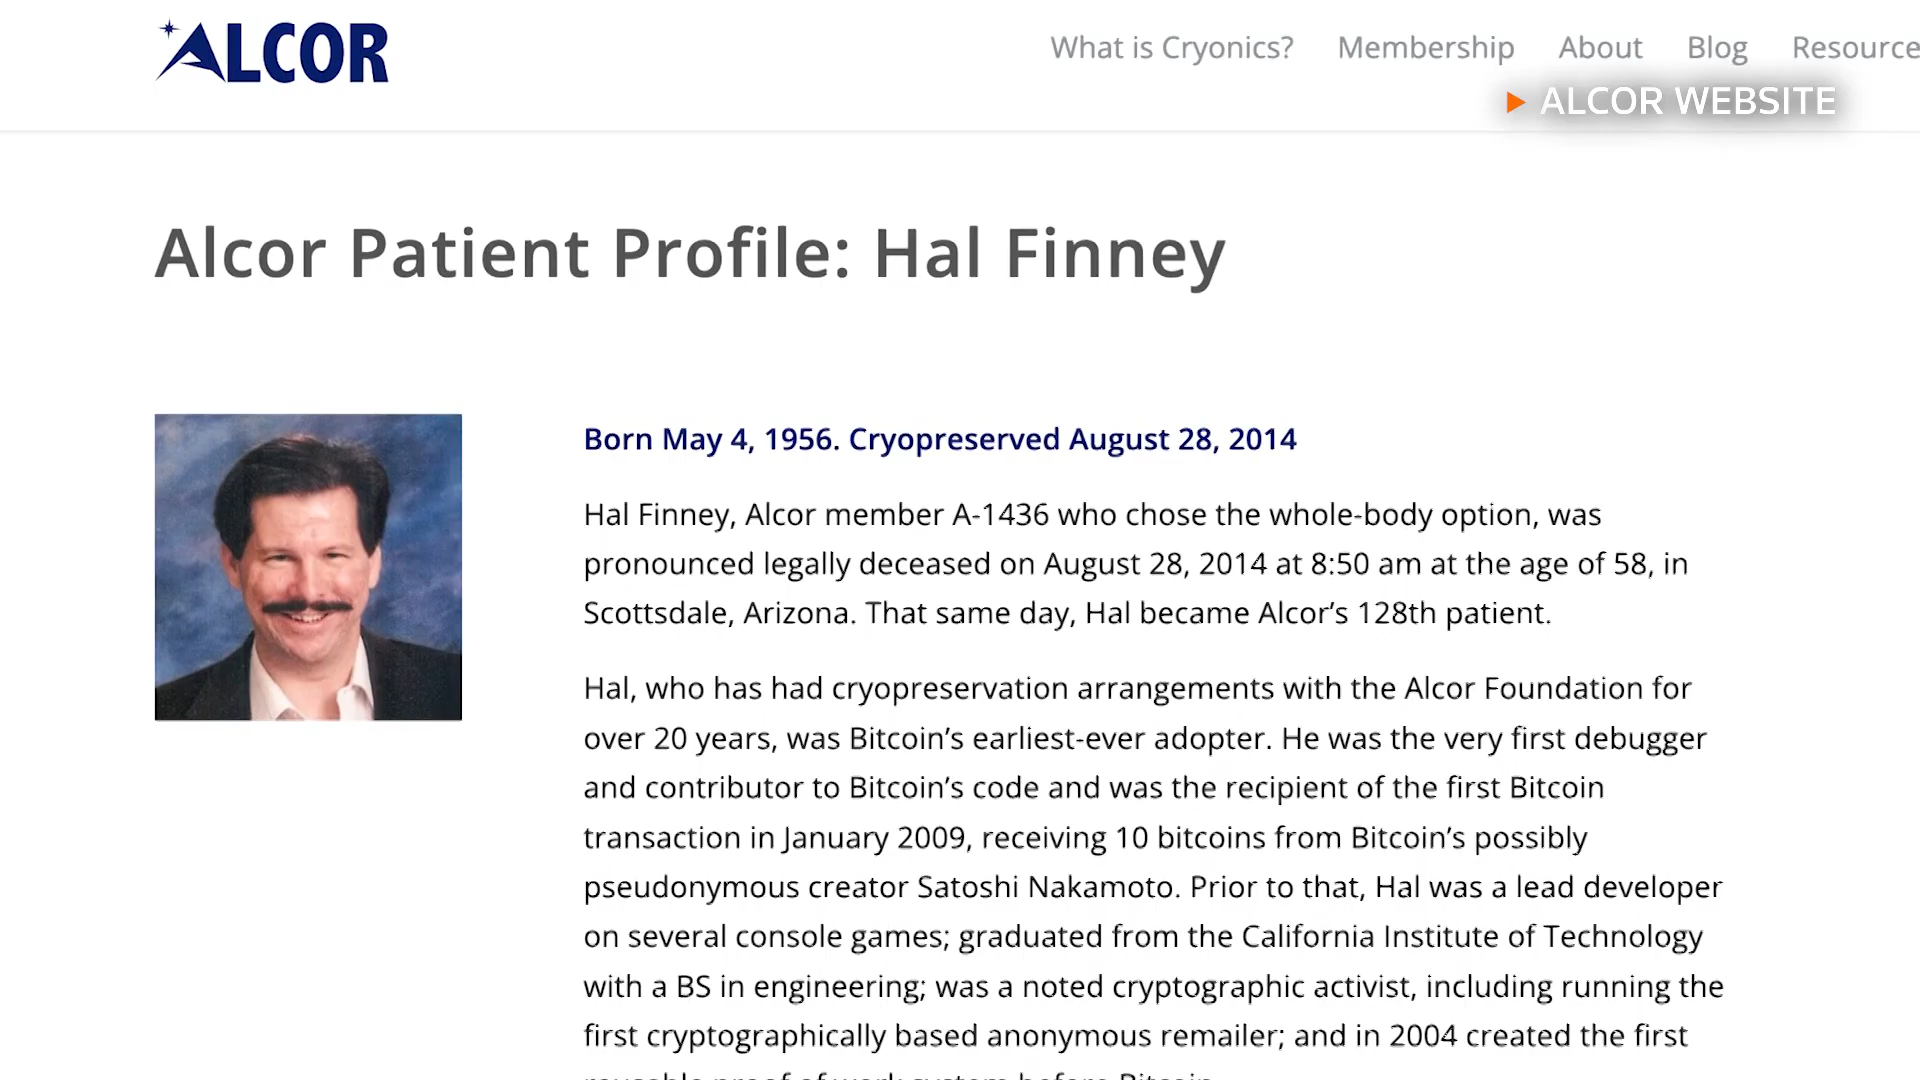 ALCOR
What is Cryonics? Membership About Blog Resource
ALCOR WEBSITE
Alcor Patient Profile: Hal Finney
Born May 4, 1956. Cryopreserved August 28, 2014
Hal Finney, Alcor member A-1436 who chose the whole-body option, was
pronounced legally deceased on August 28, 2014 at 8:50 am at the age of 58, in
Scottsdale, Arizona. That same day, Hal became Alcor’s 128th patient.
Hal, who has had cryopreservation arrangements with the Alcor Foundation for
over 20 years, was Bitcoin’s earliest-ever adopter. He was the very first debugger
and contributor to Bitcoin’s code and was the recipient of the first Bitcoin
transaction in January 2009, receiving 10 bitcoins from Bitcoin’s possibly
pseudonymous creator Satoshi Nakamoto. Prior to that, Hal was a lead developer
on several console games; graduated from the California Institute of Technology
with a BS in engineering; was a noted cryptographic activist, including running the
first cryptographically based anonymous remailer; and in 2004 created the first